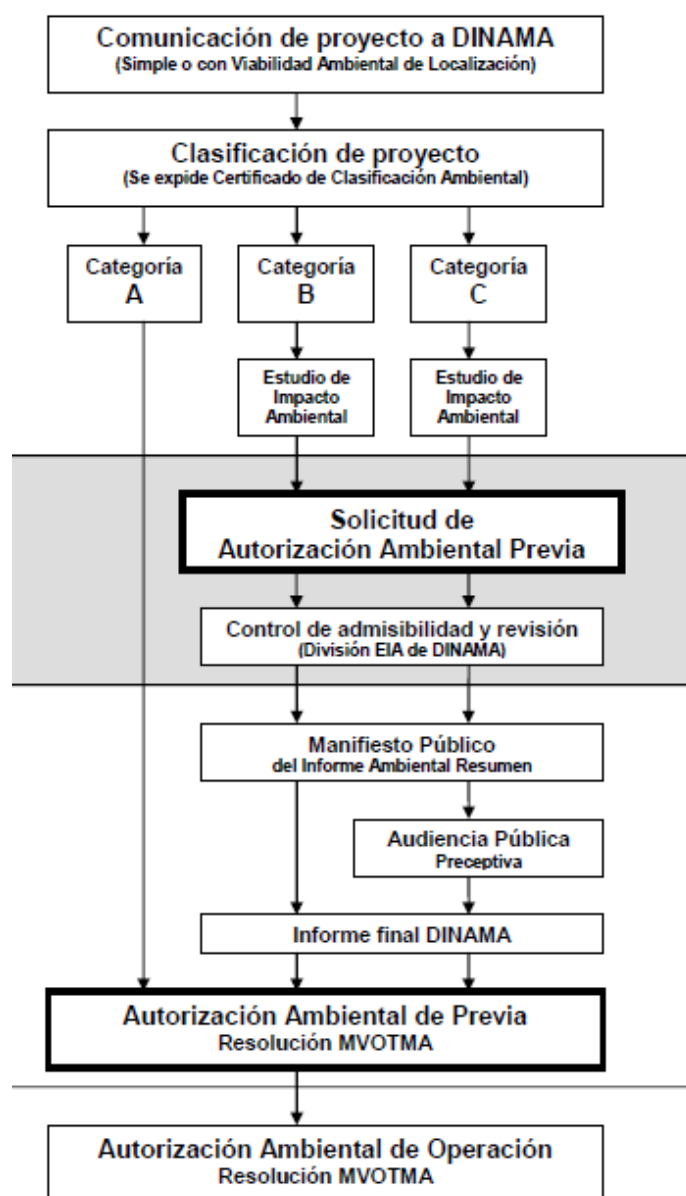 Comunicación de proyecto a DINAMA
(Simple o con Viabilidad Ambiental de Localización)
Clasificación de proyecto
(Se expide Certificado de Clasificación Ambiental)
Categoría
A
Categoría
B
Categoría
C
Estudio de
Impacto
Ambiental
Estudio de
Impacto
Ambiental
Solicitud de
Autorización Ambiental Previa
Control de admisibilidad y revisión
(División EIA de DINAMA)
Manifiesto Público
del Informe Ambiental Resumen
Audiencia Pública
Preceptiva
Informe final DINAMA
Autorización Ambiental de Previa
Resolución MVOTMA
Autorización Ambiental de Operación
Resolución MVOTMA